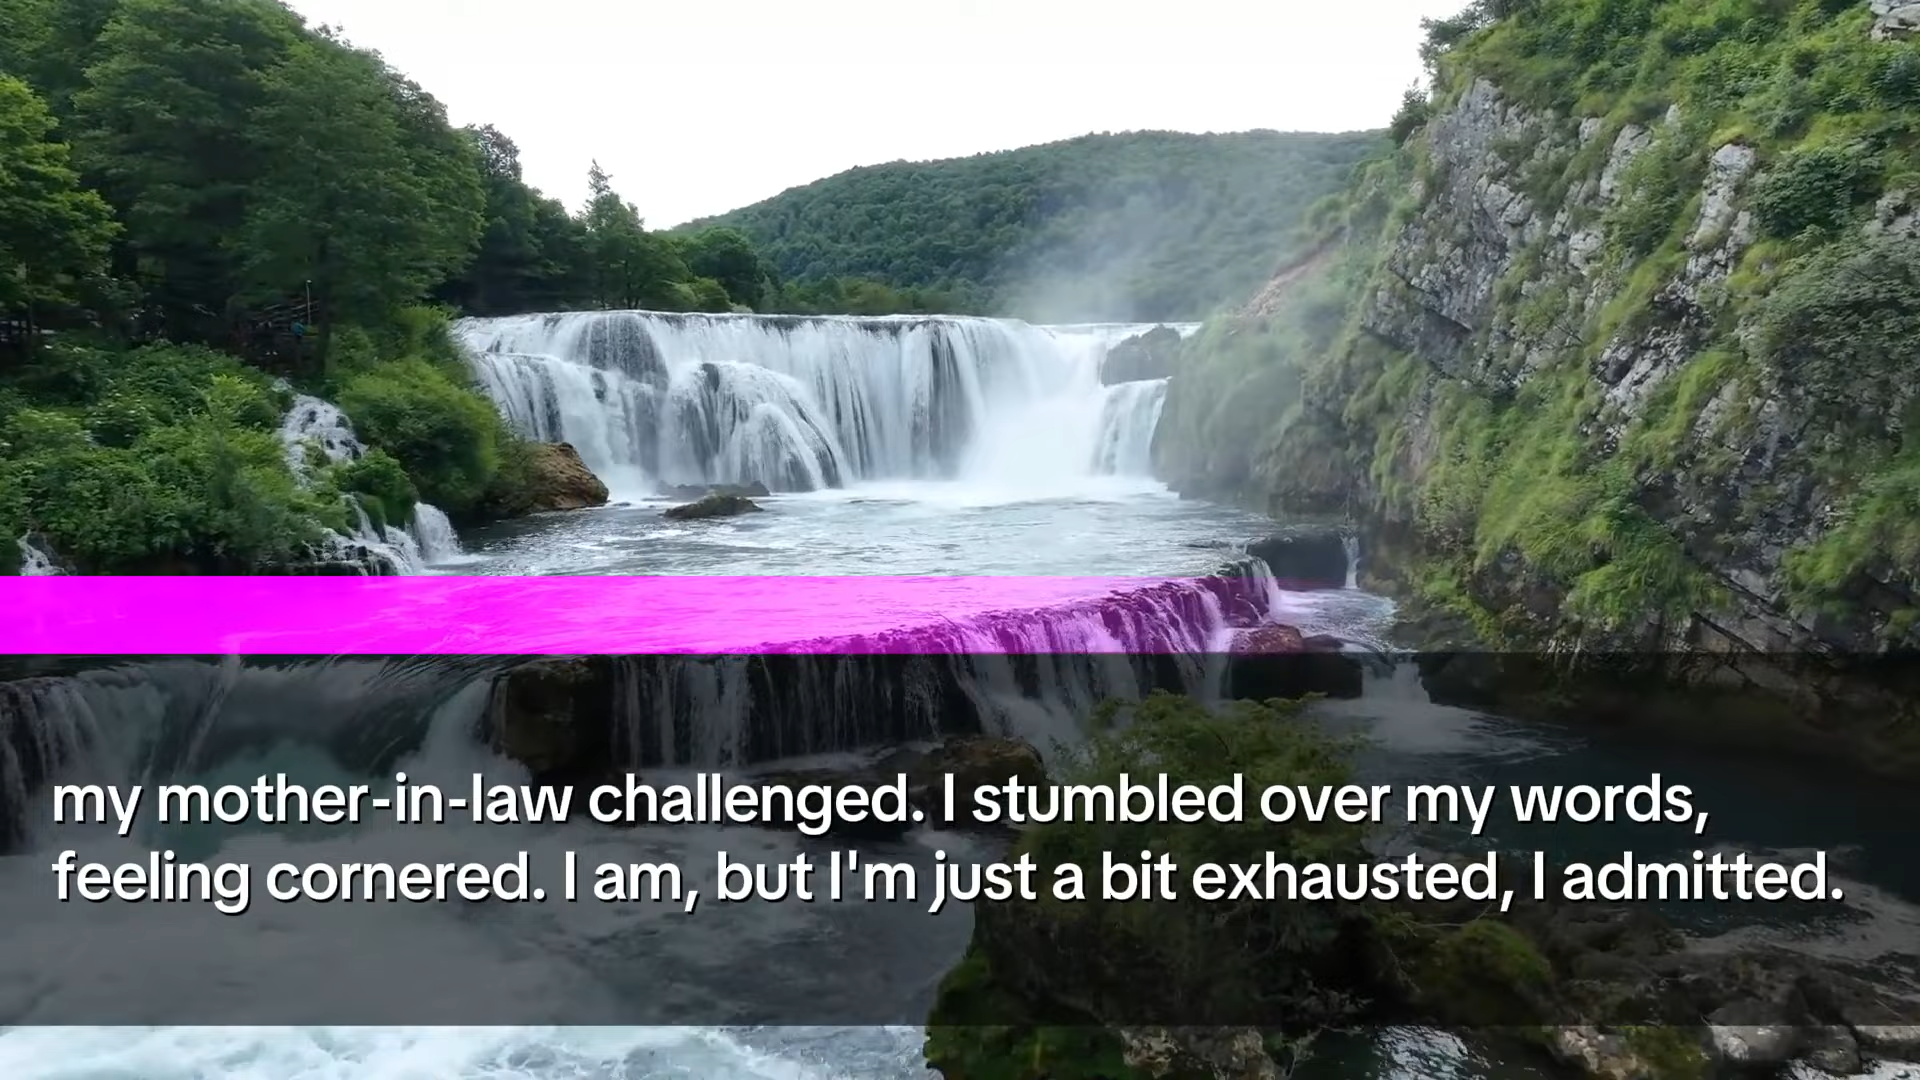 my mother-in-law challenged. I stumbled over my words,
feeling cornered. I am, but I'm just a bit exhausted, I admitted.